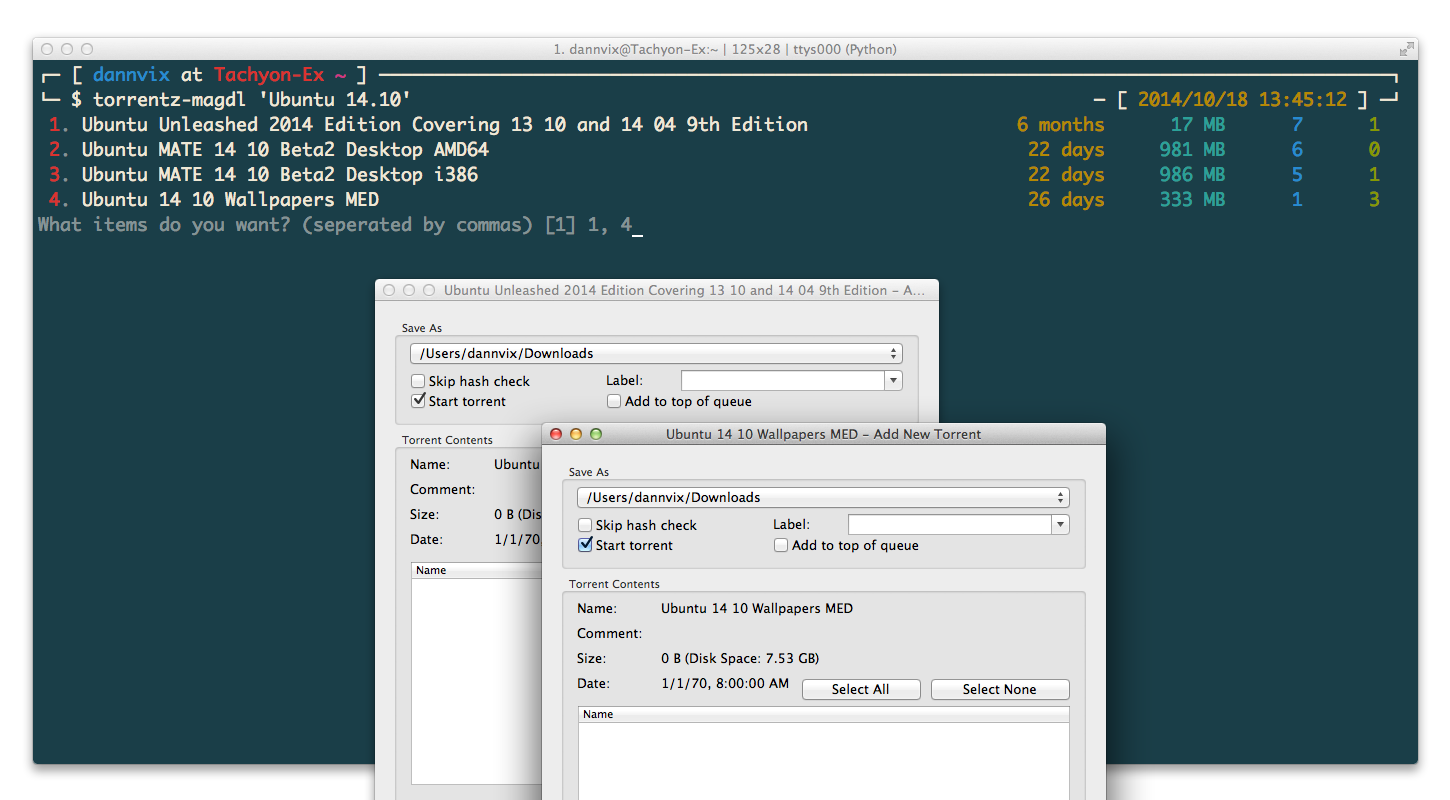 1. dannvix@Tachyon-Ex:~ | 125x28 | ttys000 (Python)
[ dannvix at Tachyon-Ex ~ ]
$ torrentz-magdl 'Ubuntu 14.10' - [ 2014/10/18 13:45:12 ]
1. Ubuntu Unleashed 2014 Edition Covering 13 10 and 14 04 9th Edition 6 months 17 MB 7 1
2. Ubuntu MATE 14 10 Beta2 Desktop AMD64 22 days 981 MB 6 0
3. Ubuntu MATE 14 10 Beta2 Desktop i386 22 days 986 MB 5 1
4. Ubuntu 14 10 Wallpapers MED 26 days 333 MB 1 3
What items do you want? (seperated by commas) [1] 1, 4_
Ubuntu Unleashed 2014 Edition Covering 13 10 and 14 04 9th Edition – A...
Save As
/Users/dannvix/Downloads
Skip hash check Label:
Start torrent Add to top of queue
Torrent Contents
Name: Ubuntu
Comment:
Size: 0 B (Dis
Date: 1/1/70
Name
Ubuntu 14 10 Wallpapers MED – Add New Torrent
Save As
/Users/dannvix/Downloads
Skip hash check Label:
Start torrent Add to top of queue
Torrent Contents
Name: Ubuntu 14 10 Wallpapers MED
Comment:
Size: 0 B (Disk Space: 7.53 GB)
Date: 1/1/70, 8:00:00 AM Select All Select None
Name